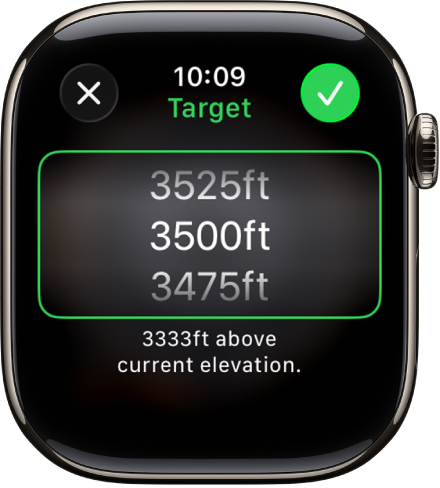 10:09
Target
3525ft
3500ft
3475ft
3333ft above
current elevation.